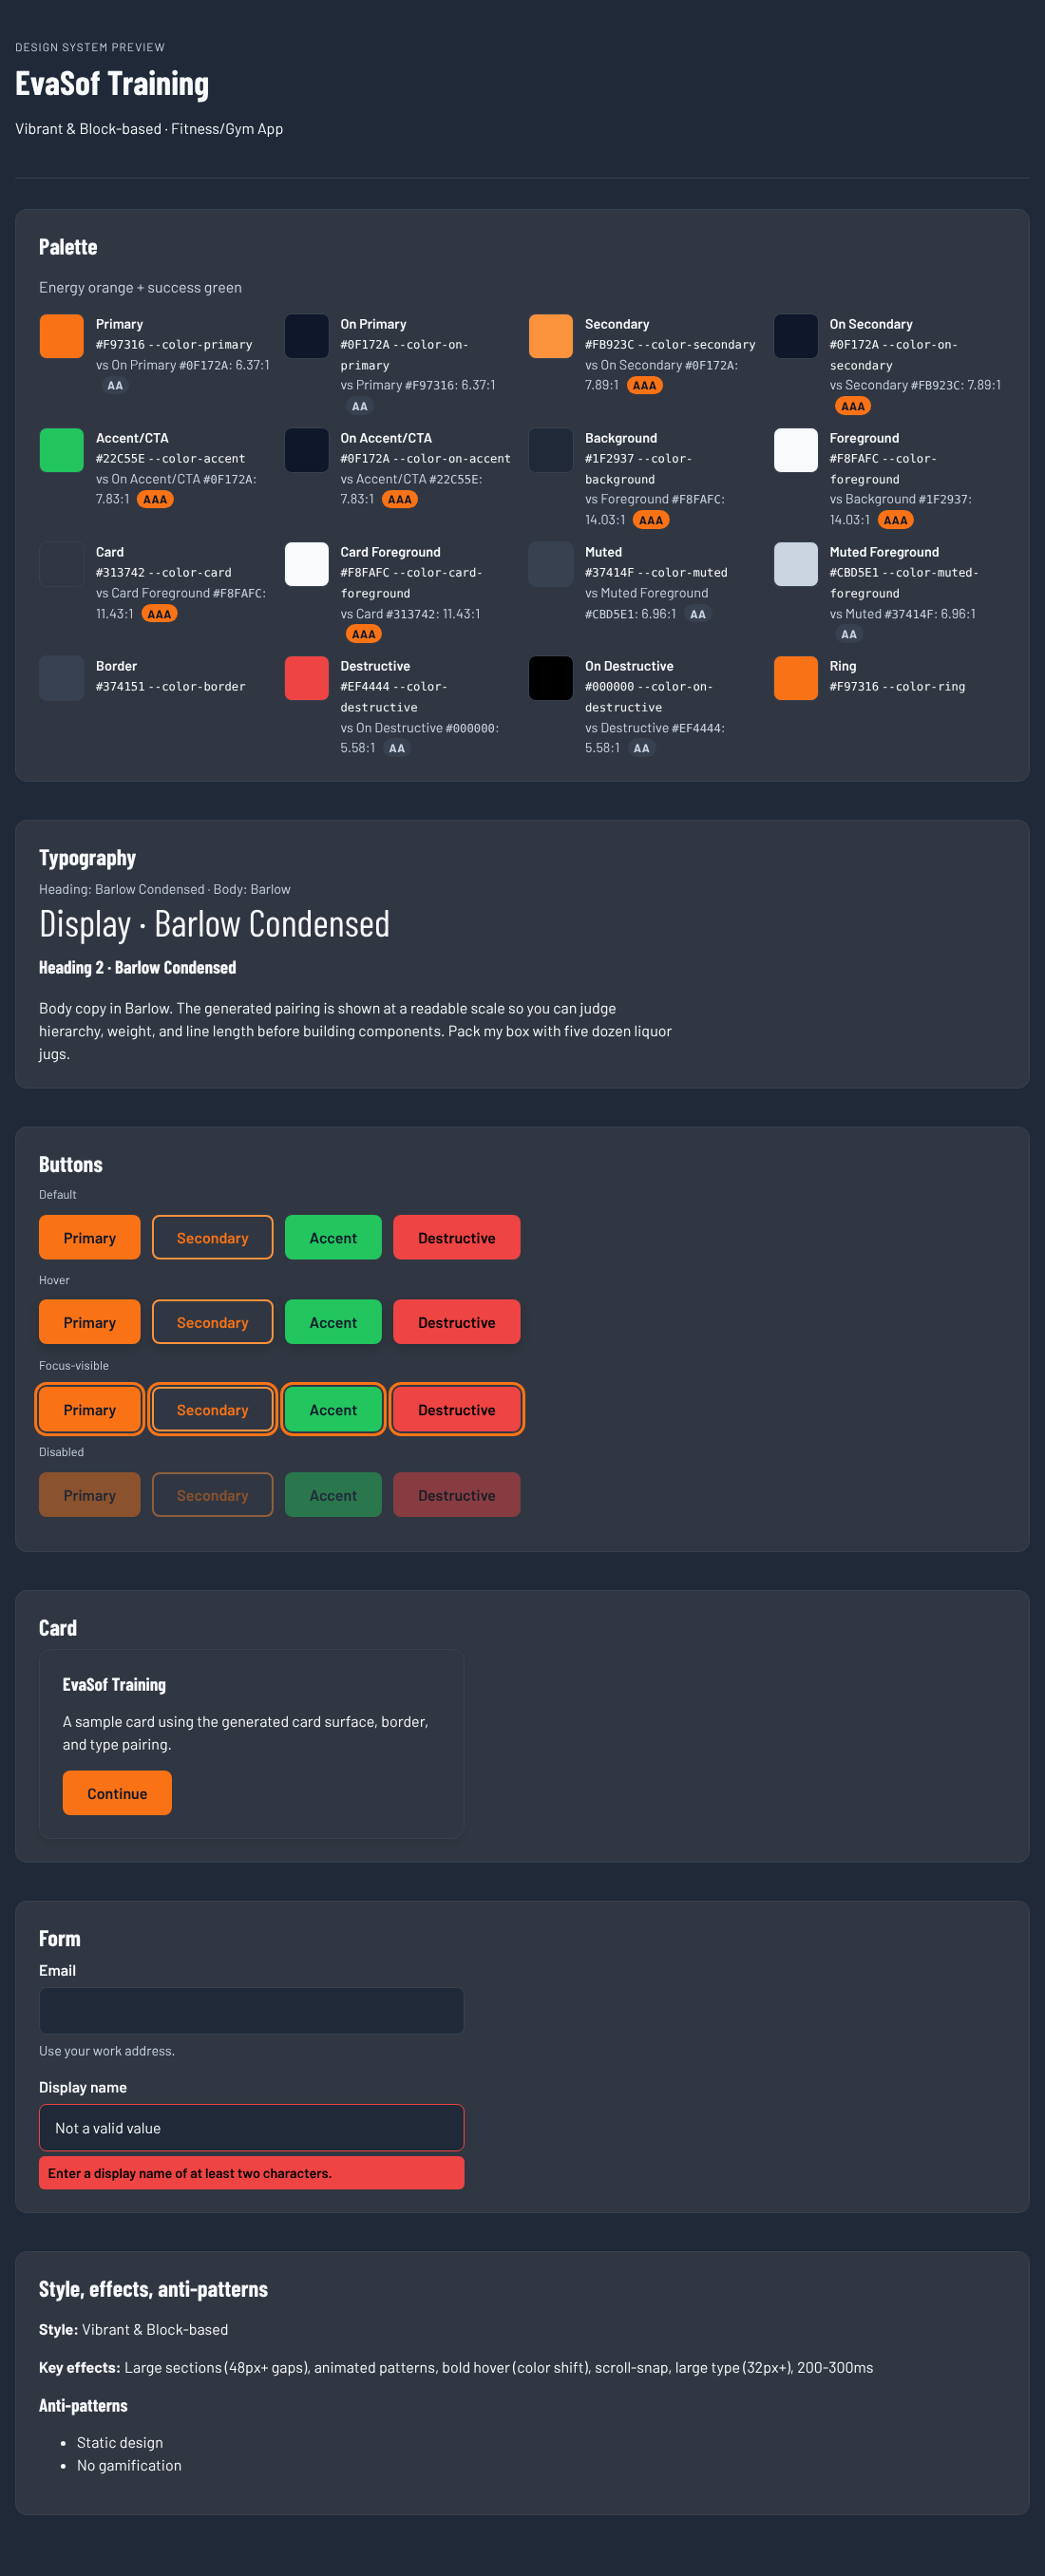 DESIGN SYSTEM PREVIEW
EvaSof Training
Vibrant & Block-based · Fitness/Gym App
Palette
Energy orange + success green
Primary
#F97316 --color-primary
vs On Primary #0F172A: 6.37:1
AA
On Primary
#0F172A --color-on-
primary
vs Primary #F97316: 6.37:1
AA
Secondary
#FB923C --color-secondary
vs On Secondary #0F172A:
7.89:1 AAA
On Secondary
#0F172A --color-on-
secondary
vs Secondary #FB923C: 7.89:1
AAA
Accent/CTA
#22C55E --color-accent
vs On Accent/CTA #0F172A:
7.83:1 AAA
On Accent/CTA
#0F172A --color-on-accent
vs Accent/CTA #22C55E:
7.83:1 AAA
Background
#1F2937 --color-
background
vs Foreground #F8FAFC:
14.03:1 AAA
Foreground
#F8FAFC --color-
foreground
vs Background #1F2937:
14.03:1 AAA
Card
#313742 --color-card
vs Card Foreground #F8FAFC:
11.43:1 AAA
Card Foreground
#F8FAFC --color-card-
foreground
vs Card #313742: 11.43:1
AAA
Muted
#37414F --color-muted
vs Muted Foreground
#CBD5E1: 6.96:1 AA
Muted Foreground
#CBD5E1 --color-muted-
foreground
vs Muted #37414F: 6.96:1
AA
Border
#374151 --color-border
Destructive
#EF4444 --color-
destructive
vs On Destructive #000000:
5.58:1 AA
On Destructive
#000000 --color-on-
destructive
vs Destructive #EF4444:
5.58:1 AA
Ring
#F97316 --color-ring
Typography
Heading: Barlow Condensed · Body: Barlow
Display · Barlow Condensed
Heading 2 · Barlow Condensed
Body copy in Barlow. The generated pairing is shown at a readable scale so you can judge
hierarchy, weight, and line length before building components. Pack my box with five dozen liquor
jugs.
Buttons
Default
Primary Secondary Accent Destructive
Hover
Primary Secondary Accent Destructive
Focus-visible
Primary Secondary Accent Destructive
Disabled
Primary Secondary Accent Destructive
Card
EvaSof Training
A sample card using the generated card surface, border,
and type pairing.
Continue
Form
Email
Use your work address.
Display name
Not a valid value
Enter a display name of at least two characters.
Style, effects, anti-patterns
Style: Vibrant & Block-based
Key effects: Large sections (48px+ gaps), animated patterns, bold hover (color shift), scroll-snap, large type (32px+), 200-300ms
Anti-patterns
• Static design
• No gamification